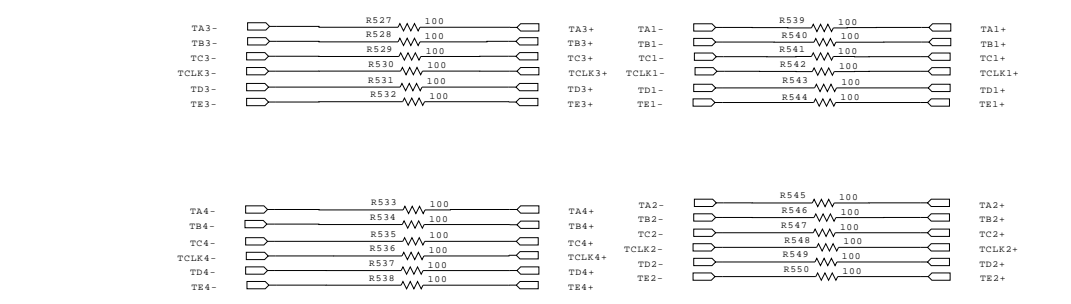 TA3- R527 100 TA3+
TB3- R528 100 TB3+
TC3- R529 100 TC3+
TCLK3- R530 100 TCLK3+
TD3- R531 100 TD3+
TE3- R532 100 TE3+
TA1- R539 100 TA1+
TB1- R540 100 TB1+
TC1- R541 100 TC1+
TCLK1- R542 100 TCLK1+
TD1- R543 100 TD1+
TE1- R544 100 TE1+
TA4- R533 100 TA4+
TB4- R534 100 TB4+
TC4- R535 100 TC4+
TCLK4- R536 100 TCLK4+
TD4- R537 100 TD4+
TE4- R538 100 TE4+
TA2- R545 100 TA2+
TB2- R546 100 TB2+
TC2- R547 100 TC2+
TCLK2- R548 100 TCLK2+
TD2- R549 100 TD2+
TE2- R550 100 TE2+